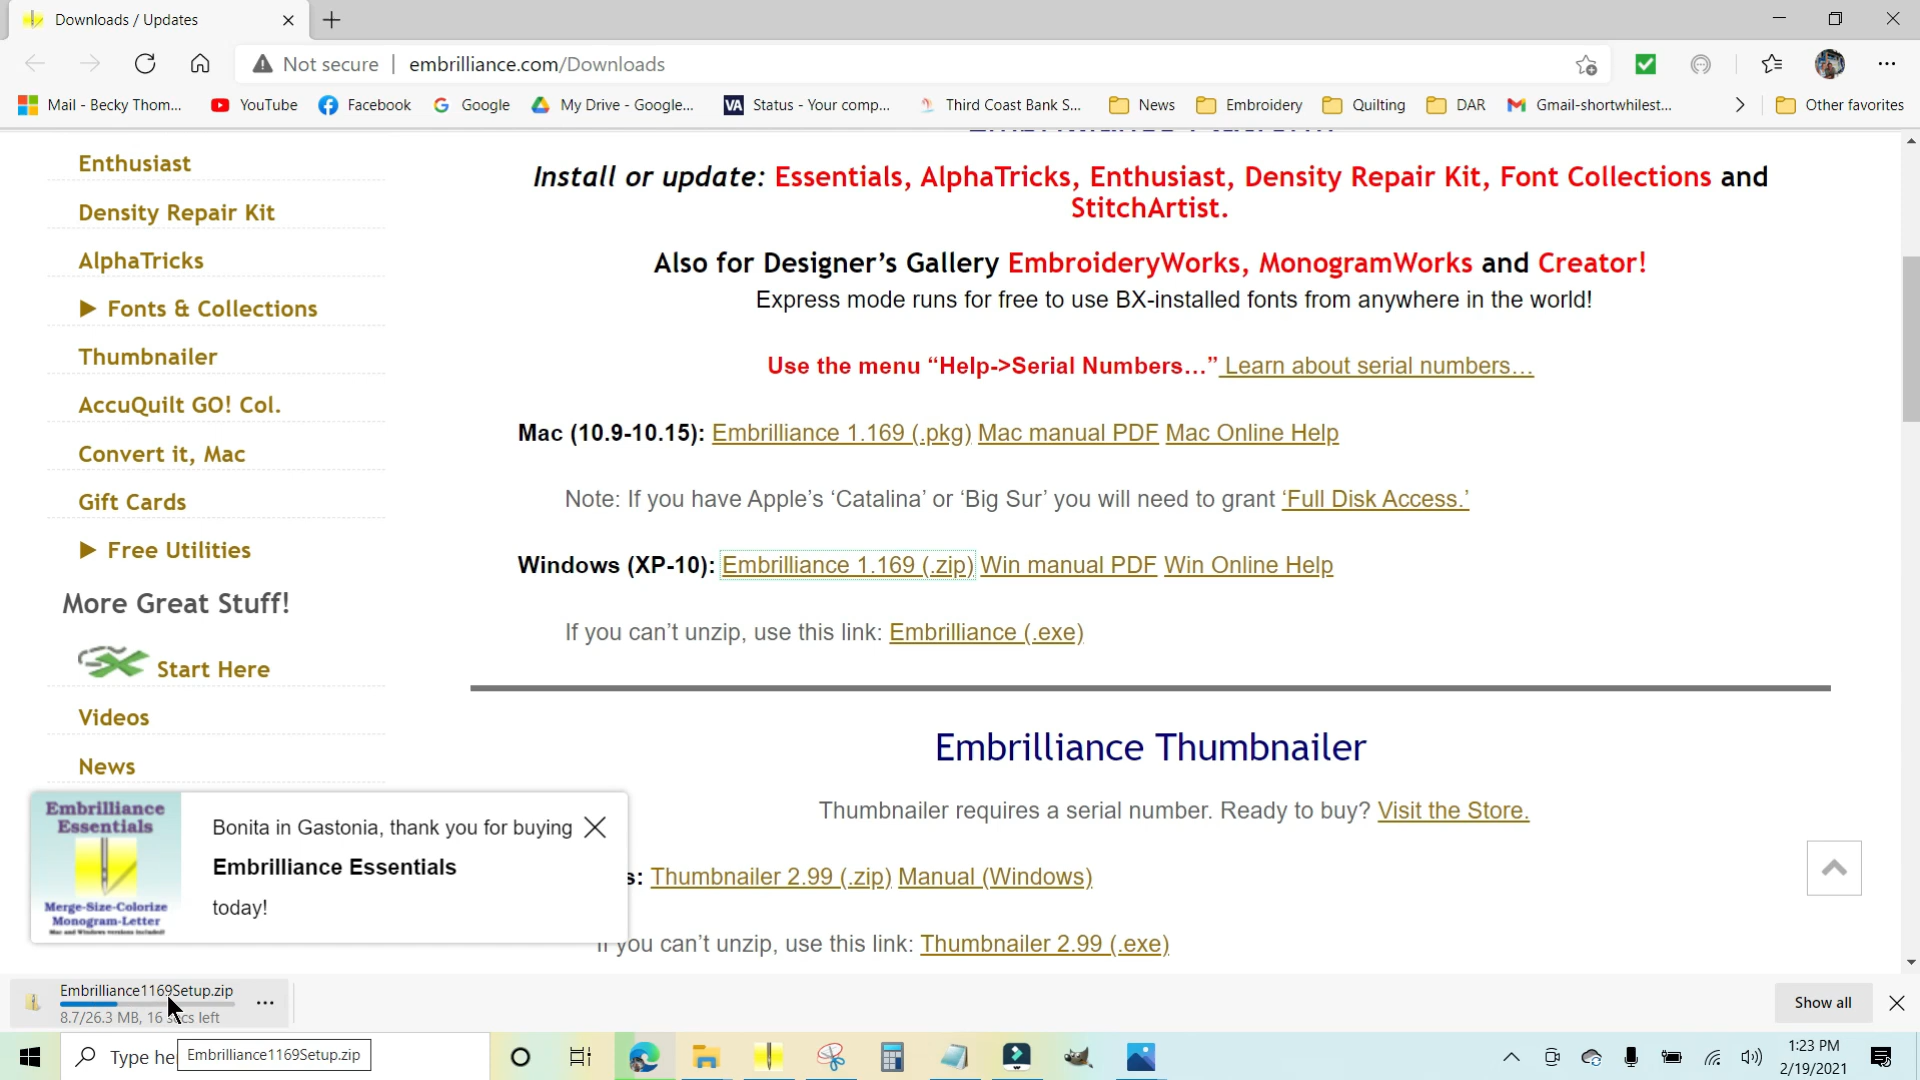 Downloads / Updates
Not secure | embrilliance.com/Downloads
Mail - Becky Thom...
YouTube
Facebook
Google
My Drive - Google...
VA
Status - Your comp...
Third Coast Bank S...
News
Embroidery
Quilting
DAR
Gmail-shortwhilest...
Other favorites
Enthusiast
Density Repair Kit
AlphaTricks
▶ Fonts & Collections
Thumbnailer
AccuQuilt GO! Col.
Convert it, Mac
Gift Cards
▶ Free Utilities
More Great Stuff!
Start Here
Videos
News
Install or update: Essentials, AlphaTricks, Enthusiast, Density Repair Kit, Font Collections and
StitchArtist.
Also for Designer’s Gallery EmbroideryWorks, MonogramWorks and Creator!
Express mode runs for free to use BX-installed fonts from anywhere in the world!
Use the menu “Help->Serial Numbers...” Learn about serial numbers...
Mac (10.9-10.15): Embrilliance 1.169 (.pkg) Mac manual PDF Mac Online Help
Note: If you have Apple’s ‘Catalina’ or ‘Big Sur’ you will need to grant ‘Full Disk Access.’
Windows (XP-10): Embrilliance 1.169 (.zip) Win manual PDF Win Online Help
If you can’t unzip, use this link: Embrilliance (.exe)
Embrilliance Thumbnailer
Thumbnailer requires a serial number. Ready to buy? Visit the Store.
s: Thumbnailer 2.99 (.zip) Manual (Windows)
If you can’t unzip, use this link: Thumbnailer 2.99 (.exe)
Embrilliance
Essentials
Merge-Size-Colorize
Monogram-Letter
Mac and Windows versions included!
Bonita in Gastonia, thank you for buying
Embrilliance Essentials
today!
Embrilliance1169Setup.zip
8.7/26.3 MB, 16 secs left
Show all
Type he
Embrilliance1169Setup.zip
1:23 PM
2/19/2021